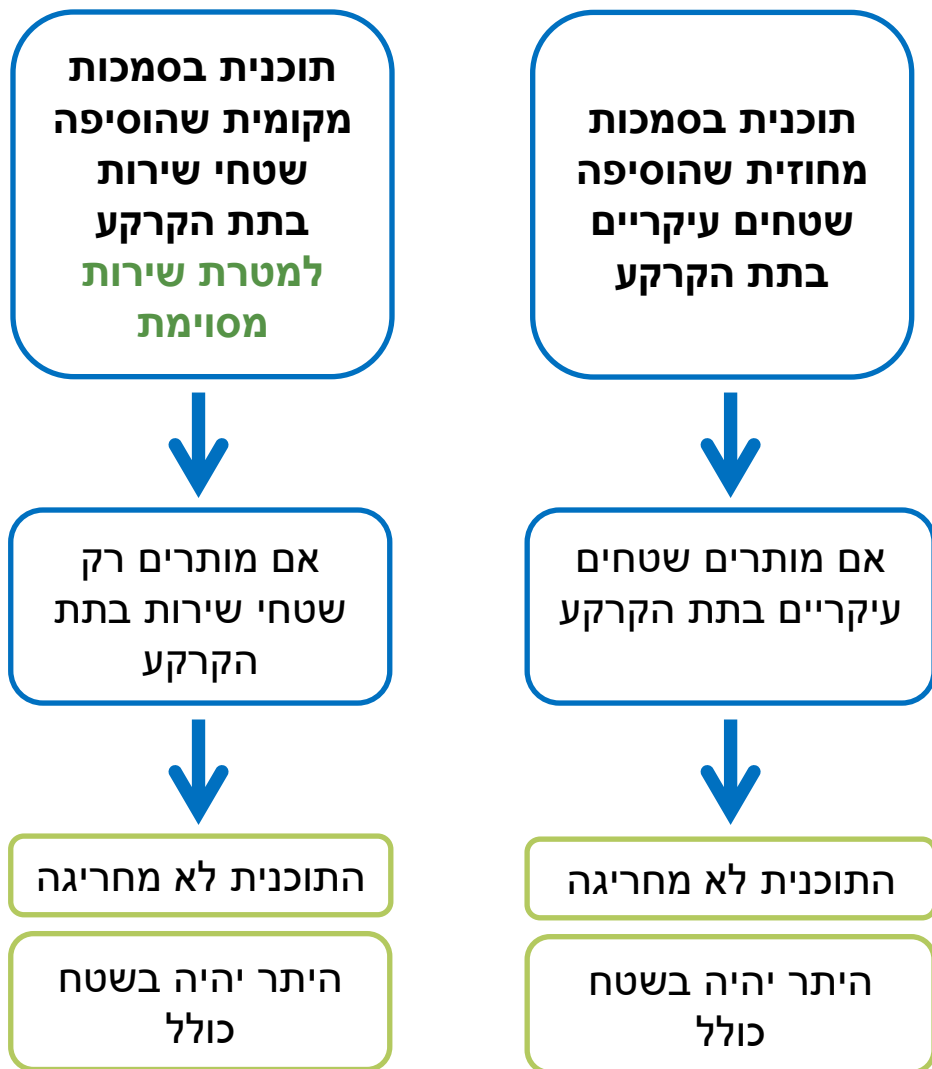 תוכנית בסמכות
מחוזית שהוסיפה
שטחים עיקריים
בתת הקרקע
אם מותרים שטחים
עיקריים בתת הקרקע
התוכנית לא מחריגה
היתר יהיה בשטח
כולל
תוכנית בסמכות
מקומית שהוסיפה
שטחי שירות
בתת הקרקע
למטרת שירות
מסוימת
אם מותרים רק
שטחי שירות בתת
הקרקע
התוכנית לא מחריגה
היתר יהיה בשטח
כולל